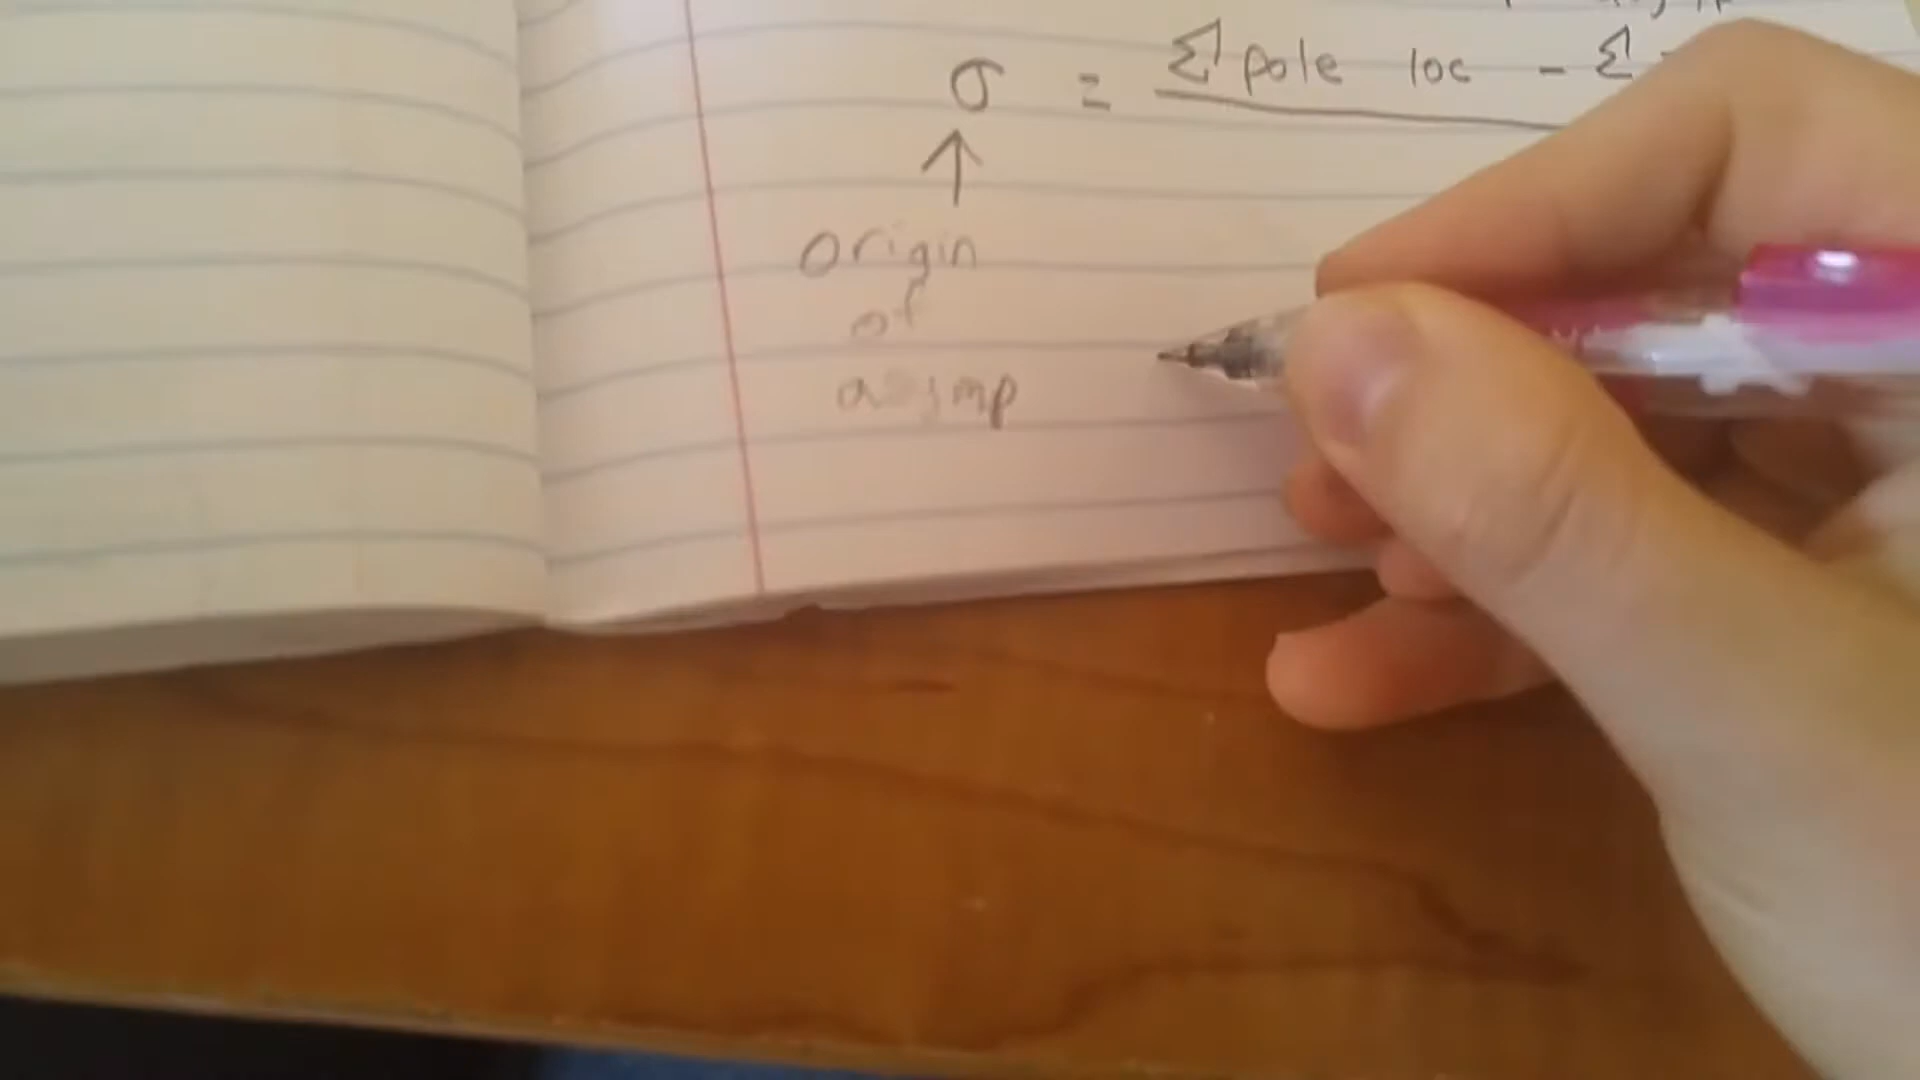 σ = Σ pole loc - Σ
↑
origin
of
asymp